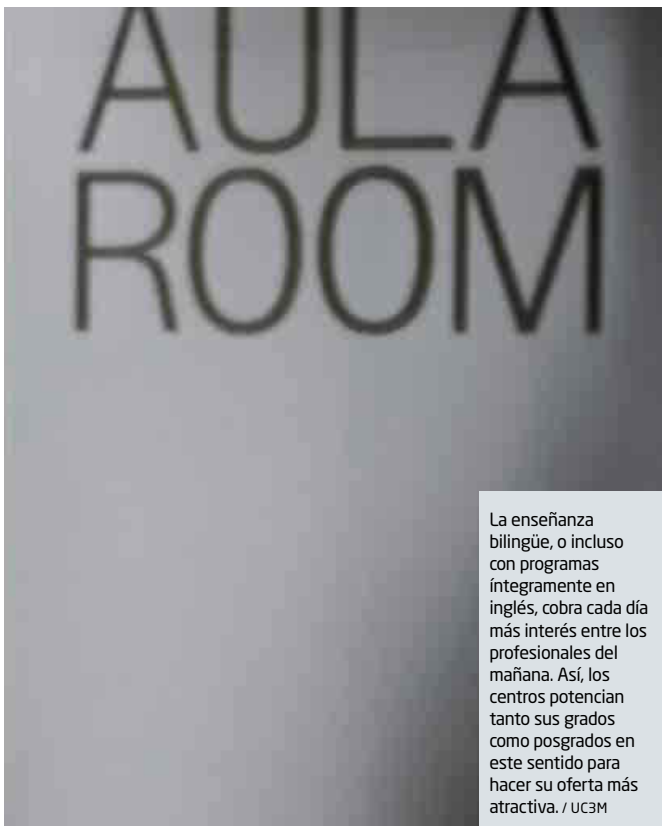 AULA
ROOM
La enseñanza
bilingüe, o incluso
con programas
íntegramente en
inglés, cobra cada día
más interés entre los
profesionales del
mañana. Así, los
centros potencian
tanto sus grados
como posgrados en
este sentido para
hacer su oferta más
atractiva. / UC3M